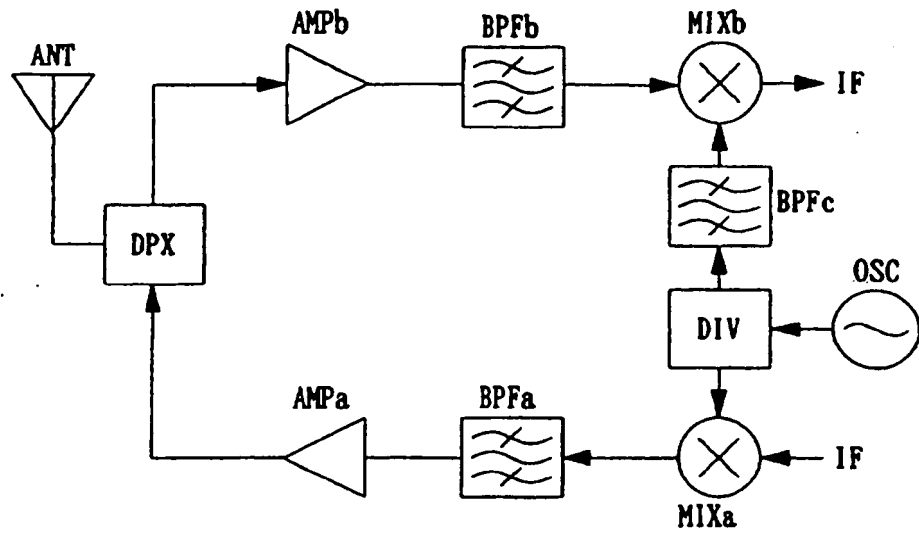 AMPb
BPFb
MIXb
ANT
IF
BPFc
DPX
OSC
DIV
AMPa
BPFa
IF
MIXa